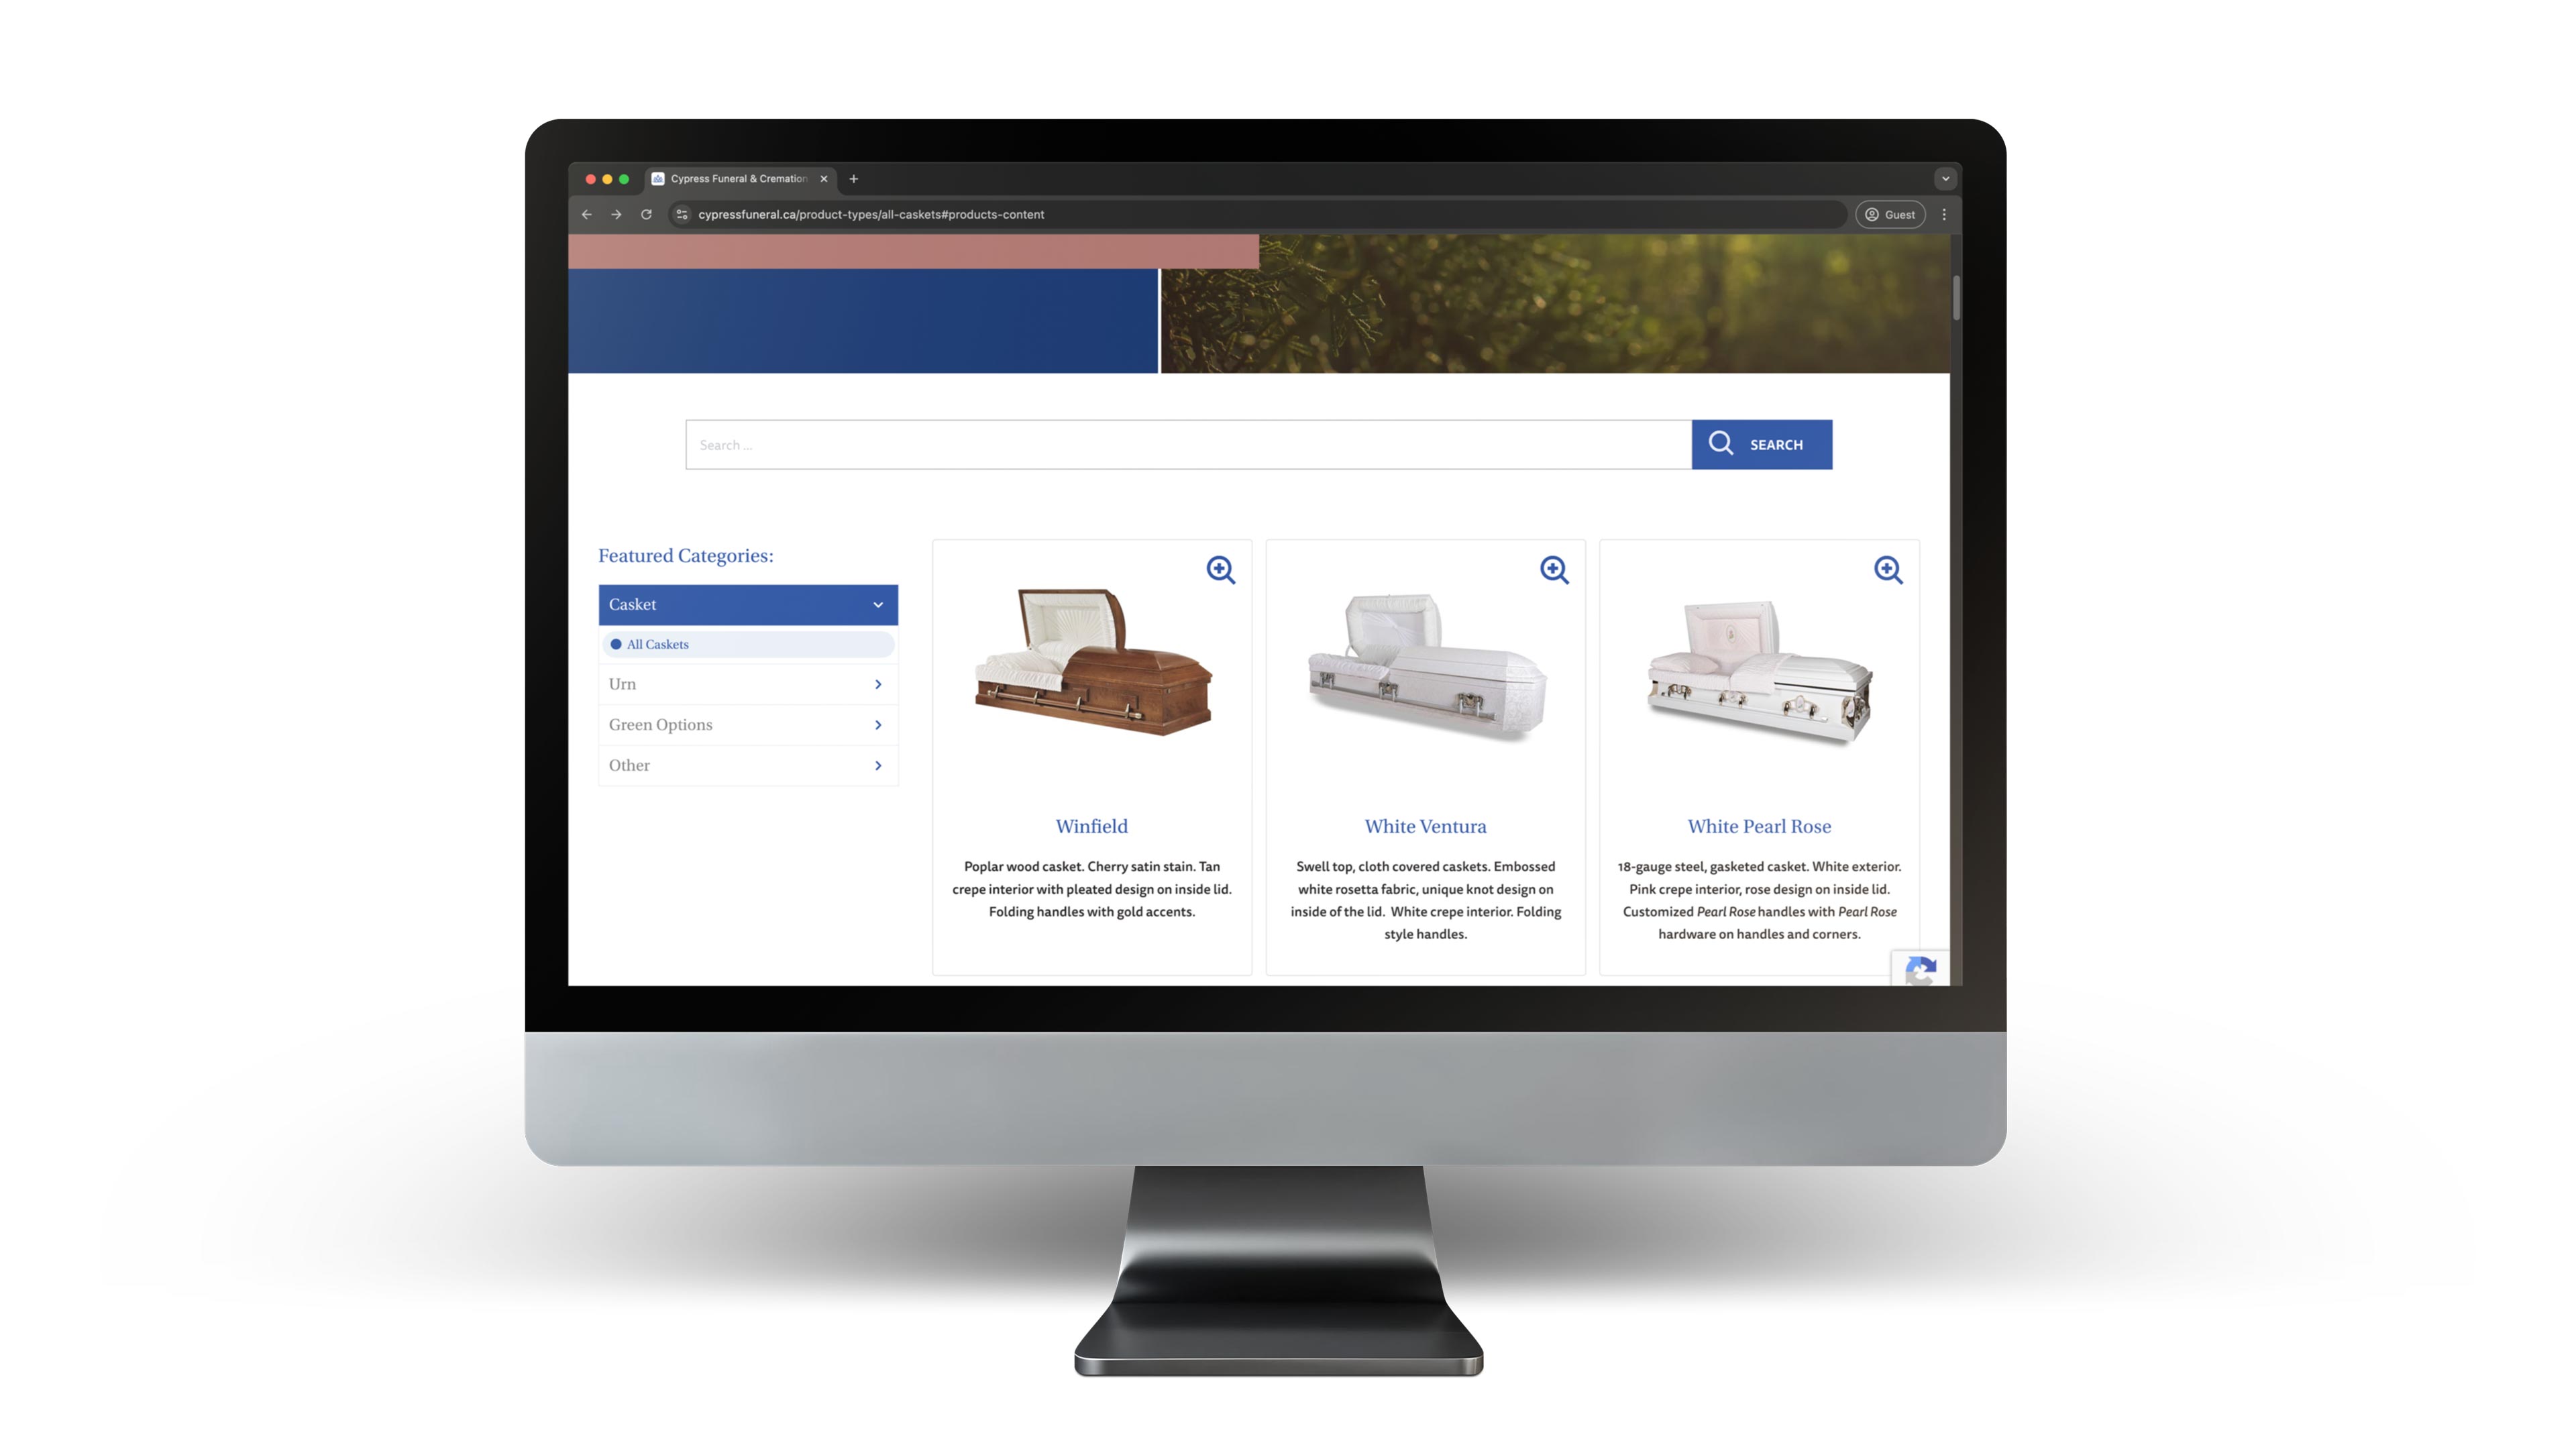 Cypress Funeral & Cremation
cypressfuneral.ca/product-types/all-caskets#products-content
Guest
Search ...
SEARCH
Featured Categories:
Casket
All Caskets
Urn
Green Options
Other
Winfield
Poplar wood casket. Cherry satin stain. Tan
crepe interior with pleated design on inside lid.
Folding handles with gold accents.
White Ventura
Swell top, cloth covered caskets. Embossed
white rosetta fabric, unique knot design on
inside of the lid. White crepe interior. Folding
style handles.
White Pearl Rose
18-gauge steel, gasketed casket. White exterior.
Pink crepe interior, rose design on inside lid.
Customized Pearl Rose handles with Pearl Rose
hardware on handles and corners.